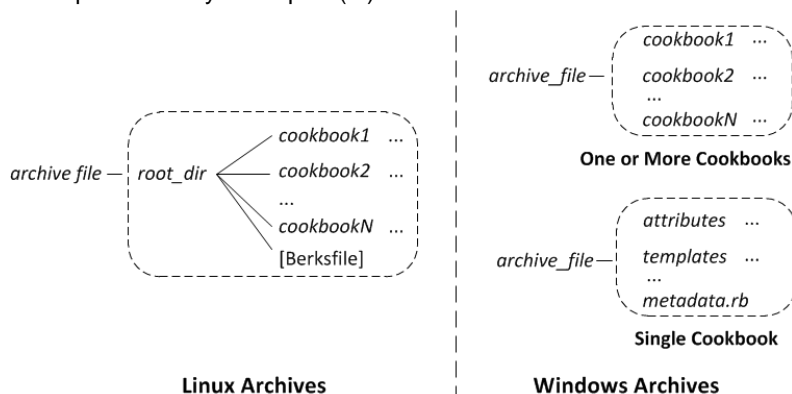 cookbook1 ...
cookbook2 ...
archive file root_dir
...
cookbookN ...
[Berksfile]
Linux Archives
cookbook1 ...
archive_file cookbook2 ...
...
cookbookN ...
One or More Cookbooks
attributes ...
archive_file templates ...
...
metadata.rb
Single Cookbook
Windows Archives